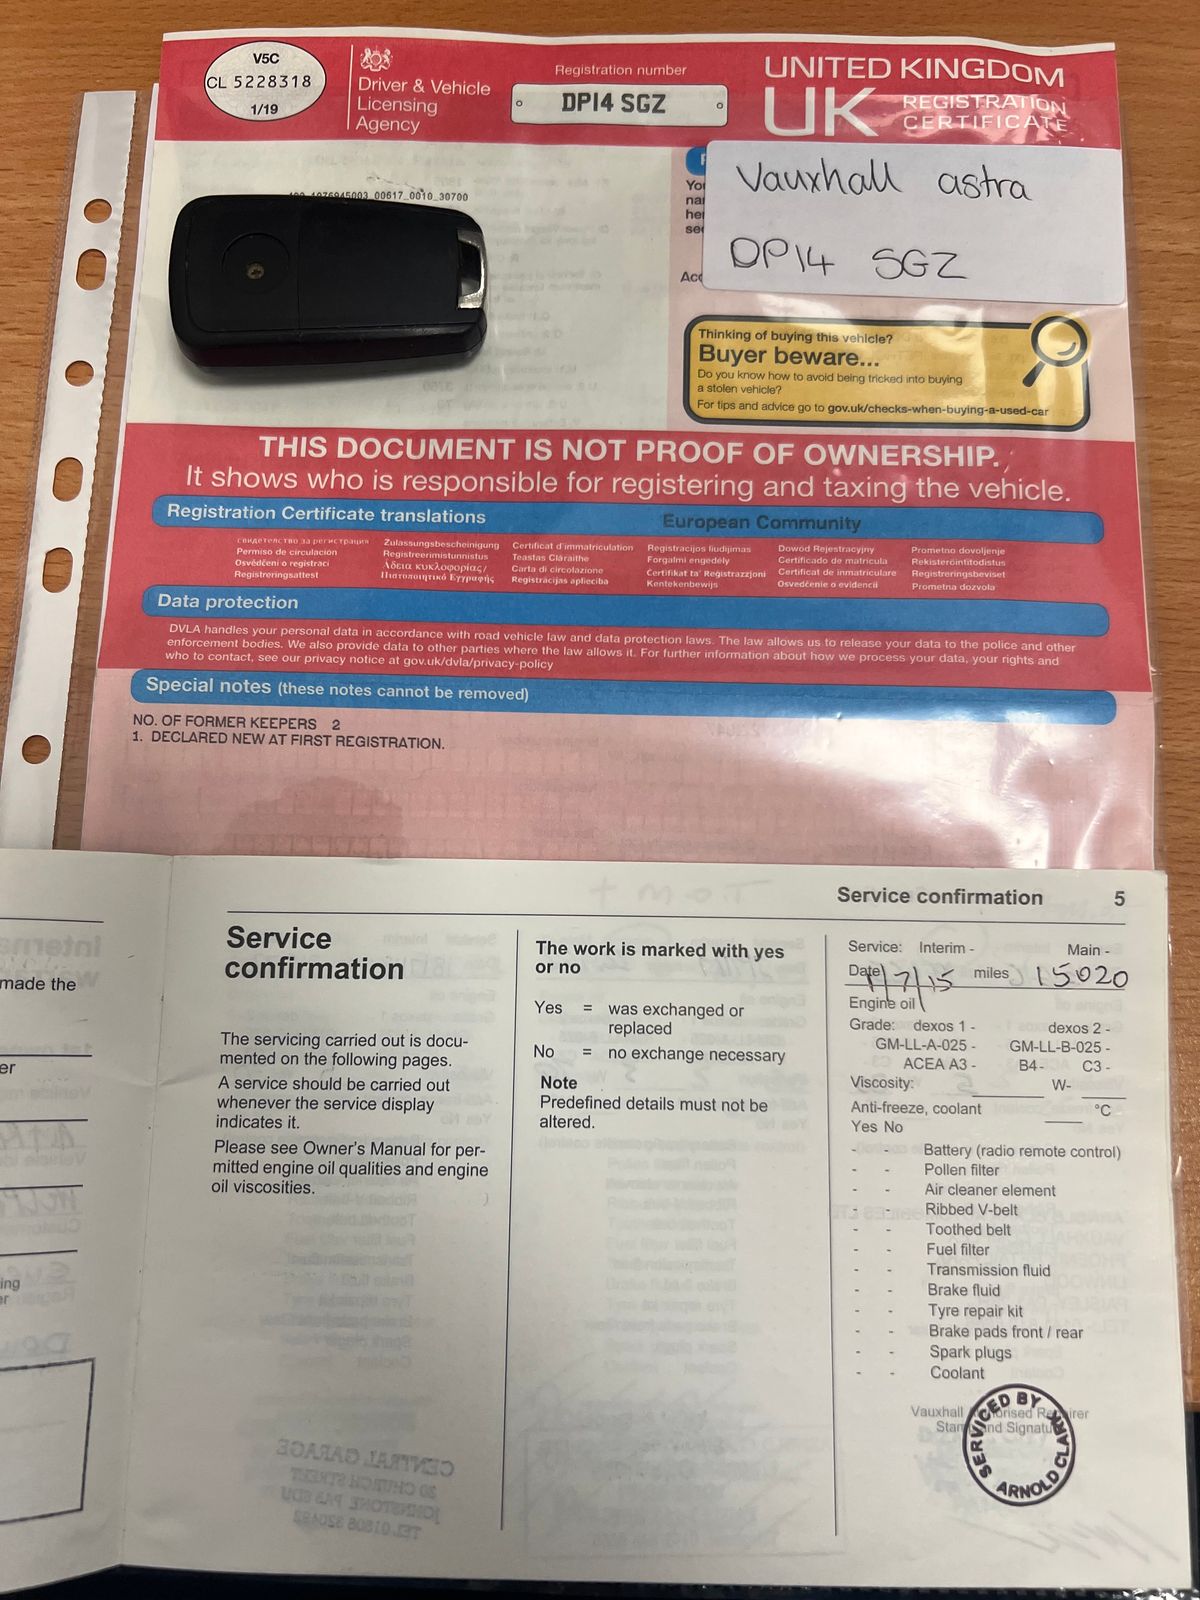 V5C
CL 5228318
1/19
Driver & Vehicle
Licensing
Agency
Registration number
DP14 SGZ
UNITED KINGDOM
UK REGISTRATION
CERTIFICATE
Vauxhall astra
DP14 SGZ
You
Acc
Thinking of buying this vehicle?
Buyer beware...
Do you know how to avoid being tricked into buying
a stolen vehicle?
For tips and advice go to gov.uk/checks-when-buying-a-used-car
THIS DOCUMENT IS NOT PROOF OF OWNERSHIP.
It shows who is responsible for registering and taxing the vehicle.
Registration Certificate translations European Community
свидетелство за регистрация
Permiso de circulación
Osvědčení o registraci
Registreringsattest
Zulassungsbescheinigung
Registreerimistunnistus
Άδεια κυκλοφορίας/
Πιστοποιητικό Εγγραφής
Certificat d'immatriculation
Teastas Cláraithe
Carta di circolazione
Registrācijas apliecība
Registracijos liudijimas
Forgalmi engedely
Ċertifikat ta' Reġistrazzjoni
Kentekenbewijs
Dowód Rejestracyjny
Certificado de matrícula
Certificat de inmatriculare
Osvedčenie o evidencii
Prometno dovoljenje
Rekisteröintitodistus
Registreringsbeviset
Prometna dozvola
Data protection
DVLA handles your personal data in accordance with road vehicle law and data protection laws. The law allows us to release your data to the police and other
enforcement bodies. We also provide data to other parties where the law allows it. For further information about how we process your data, your rights and
who to contact, see our privacy notice at gov.uk/dvla/privacy-policy
Special notes (these notes cannot be removed)
NO. OF FORMER KEEPERS 2
1. DECLARED NEW AT FIRST REGISTRATION.
made the
Service confirmation 5
Service
confirmation
The servicing carried out is docu-
mented on the following pages.
A service should be carried out
whenever the service display
indicates it.
Please see Owner's Manual for per-
mitted engine oil qualities and engine
oil viscosities.
The work is marked with yes
or no
Yes = was exchanged or
replaced
No = no exchange necessary
Note
Predefined details must not be
altered.
Service: Interim - Main -
Date 1/7/15 miles 15020
Engine oil
Grade: dexos 1 - dexos 2 -
GM-LL-A-025 - GM-LL-B-025 -
ACEA A3 - B4 - C3 -
Viscosity: W-
Anti-freeze, coolant °C
Yes No
- - Battery (radio remote control)
- - Pollen filter
- - Air cleaner element
- - Ribbed V-belt
- - Toothed belt
- - Fuel filter
- - Transmission fluid
- - Brake fluid
- - Tyre repair kit
- - Brake pads front / rear
- - Spark plugs
- - Coolant
Vauxhall Authorised Repairer
Stamp and Signature
SERVICED BY
ARNOLD CLARK